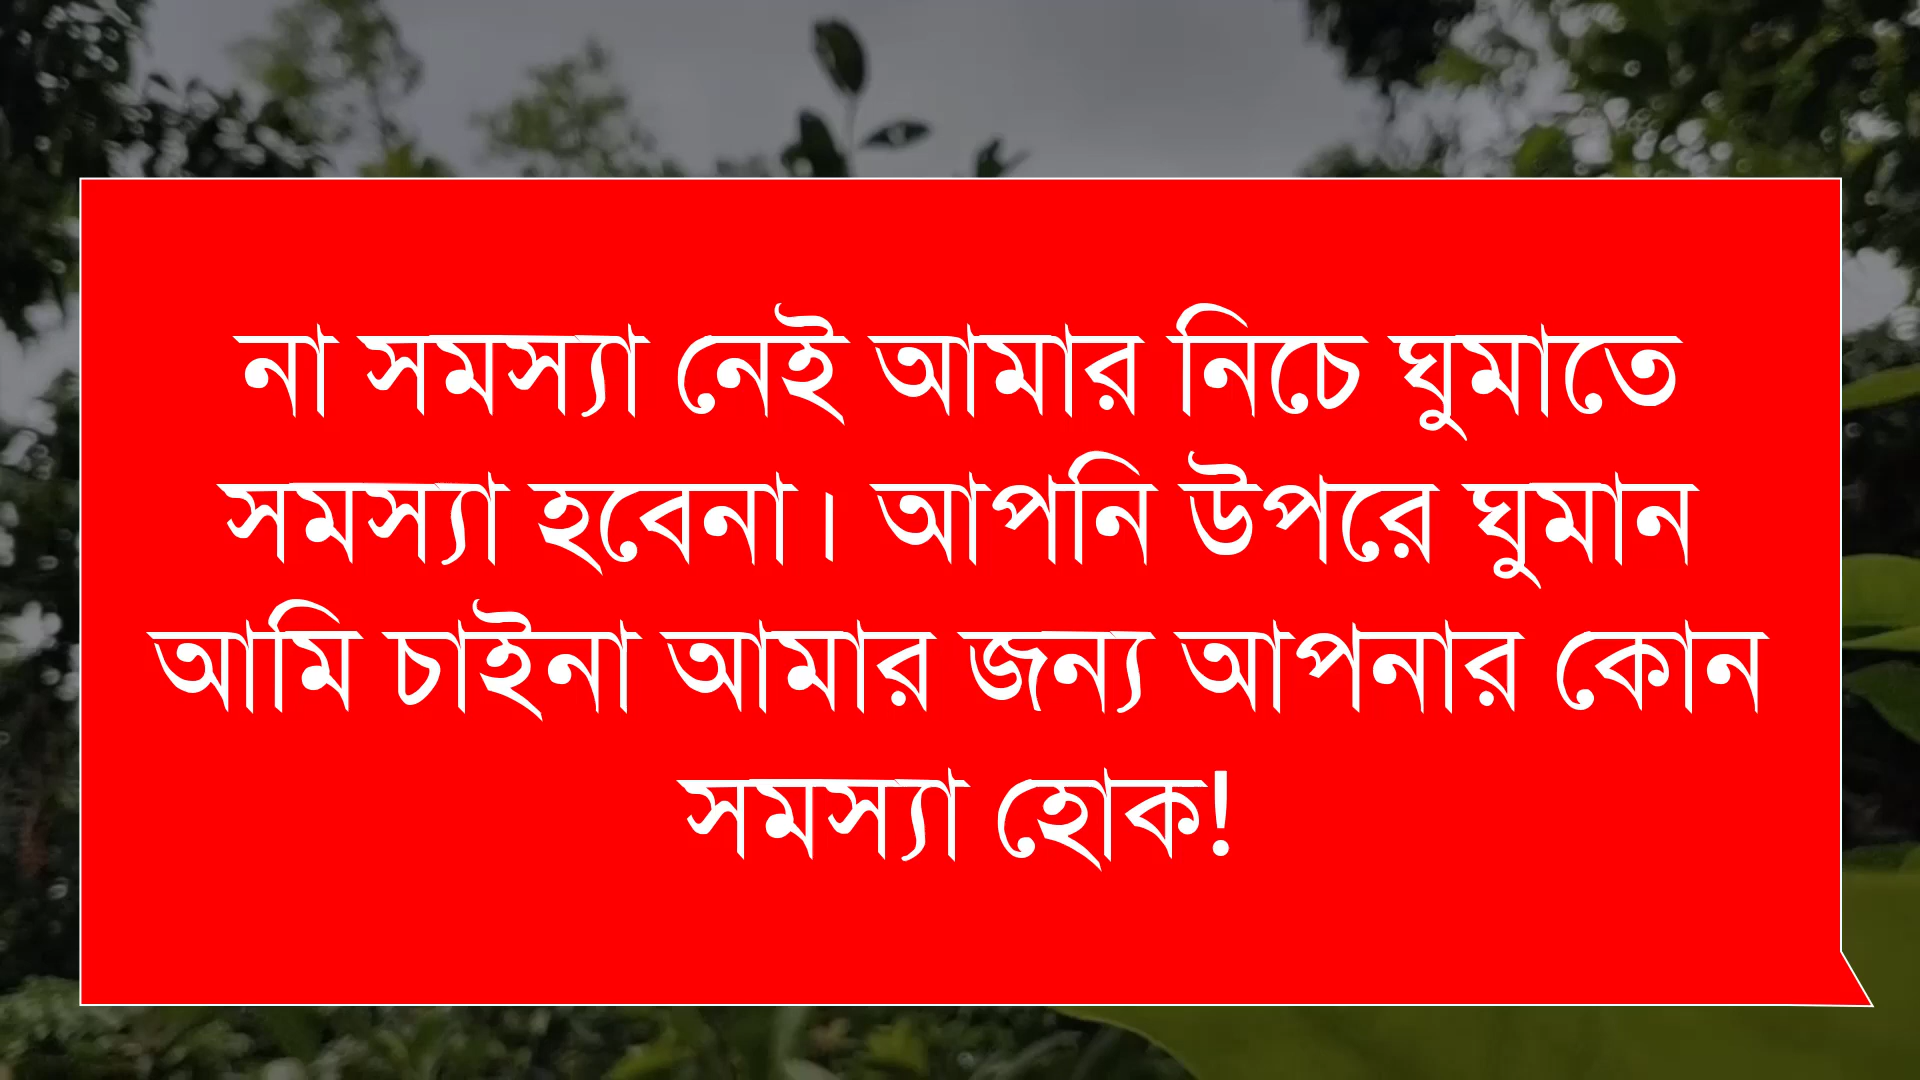 না সমস্যা নেই আমার নিচে ঘুমাতে
সমস্যা হবেনা। আপনি উপরে ঘুমান
আমি চাইনা আমার জন্য আপনার কোন
সমস্যা হোক!